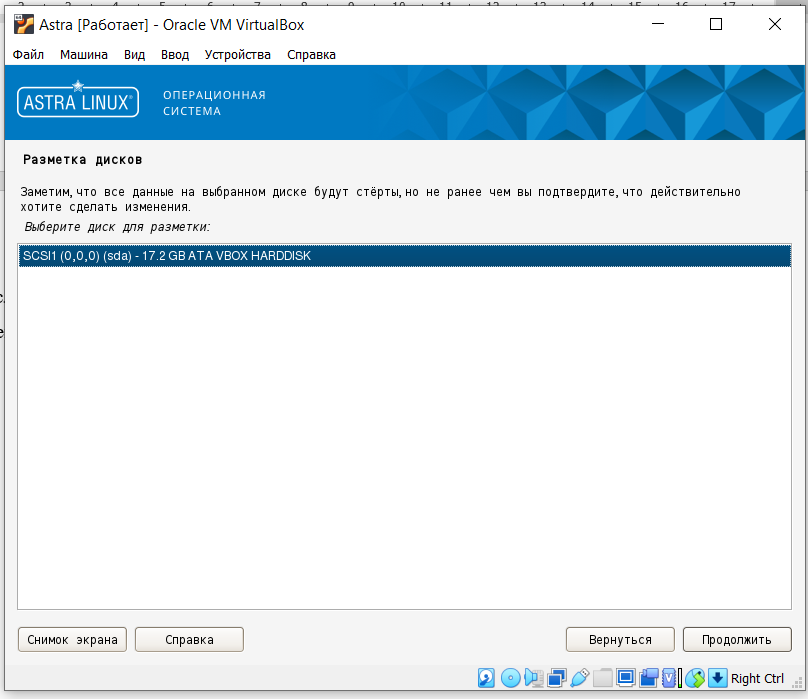 Astra [Работает] - Oracle VM VirtualBox
Файл Машина Вид Ввод Устройства Справка
ASTRA LINUX®
ОПЕРАЦИОННАЯ
СИСТЕМА
Разметка дисков
Заметим, что все данные на выбранном диске будут стёрты, но не ранее чем вы подтвердите, что действительно
хотите сделать изменения.
Выберите диск для разметки:
SCSI1 (0,0,0) (sda) - 17.2 GB ATA VBOX HARDDISK
Снимок экрана Справка Вернуться Продолжить
Right Ctrl